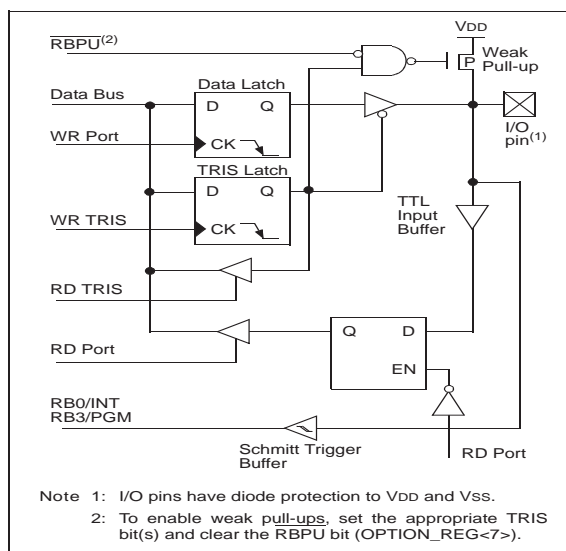 VDD
RBPU(2)
Weak
P
Pull-up
Data Bus
Data Latch
D Q
I/O
pin(1)
WR Port
CK
TRIS Latch
D Q
TTL
Input
Buffer
WR TRIS
CK
RD TRIS
Q D
RD Port
EN
RB0/INT
RB3/PGM
Schmitt Trigger
Buffer
RD Port
Note 1: I/O pins have diode protection to VDD and VSS.
2: To enable weak pull-ups, set the appropriate TRIS
bit(s) and clear the RBPU bit (OPTION_REG<7>).